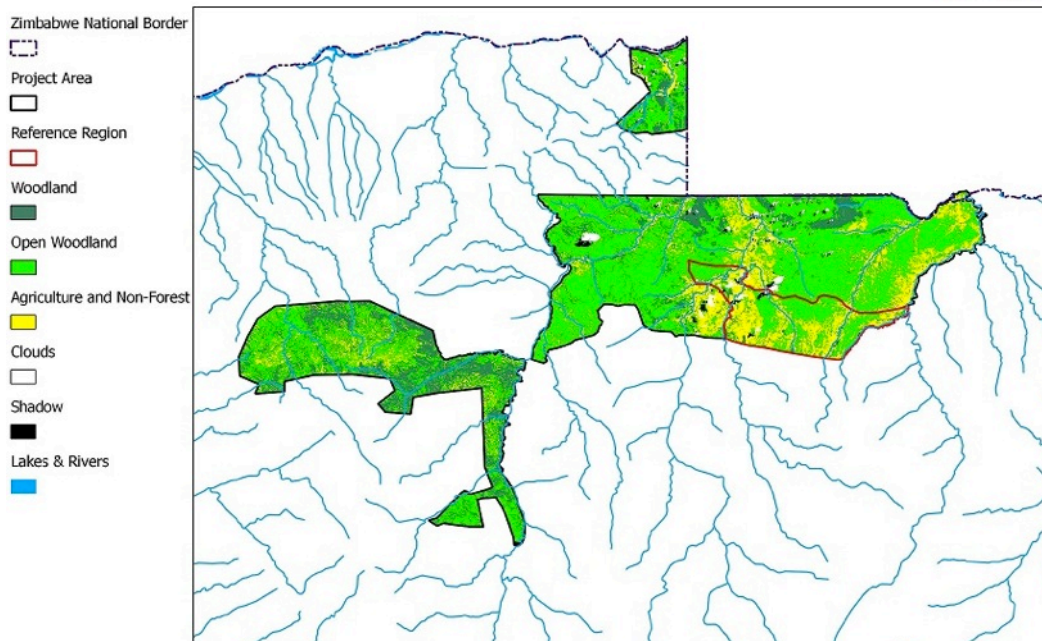 Zimbabwe National Border
Project Area
Reference Region
Woodland
Open Woodland
Agriculture and Non-Forest
Clouds
Shadow
Lakes & Rivers